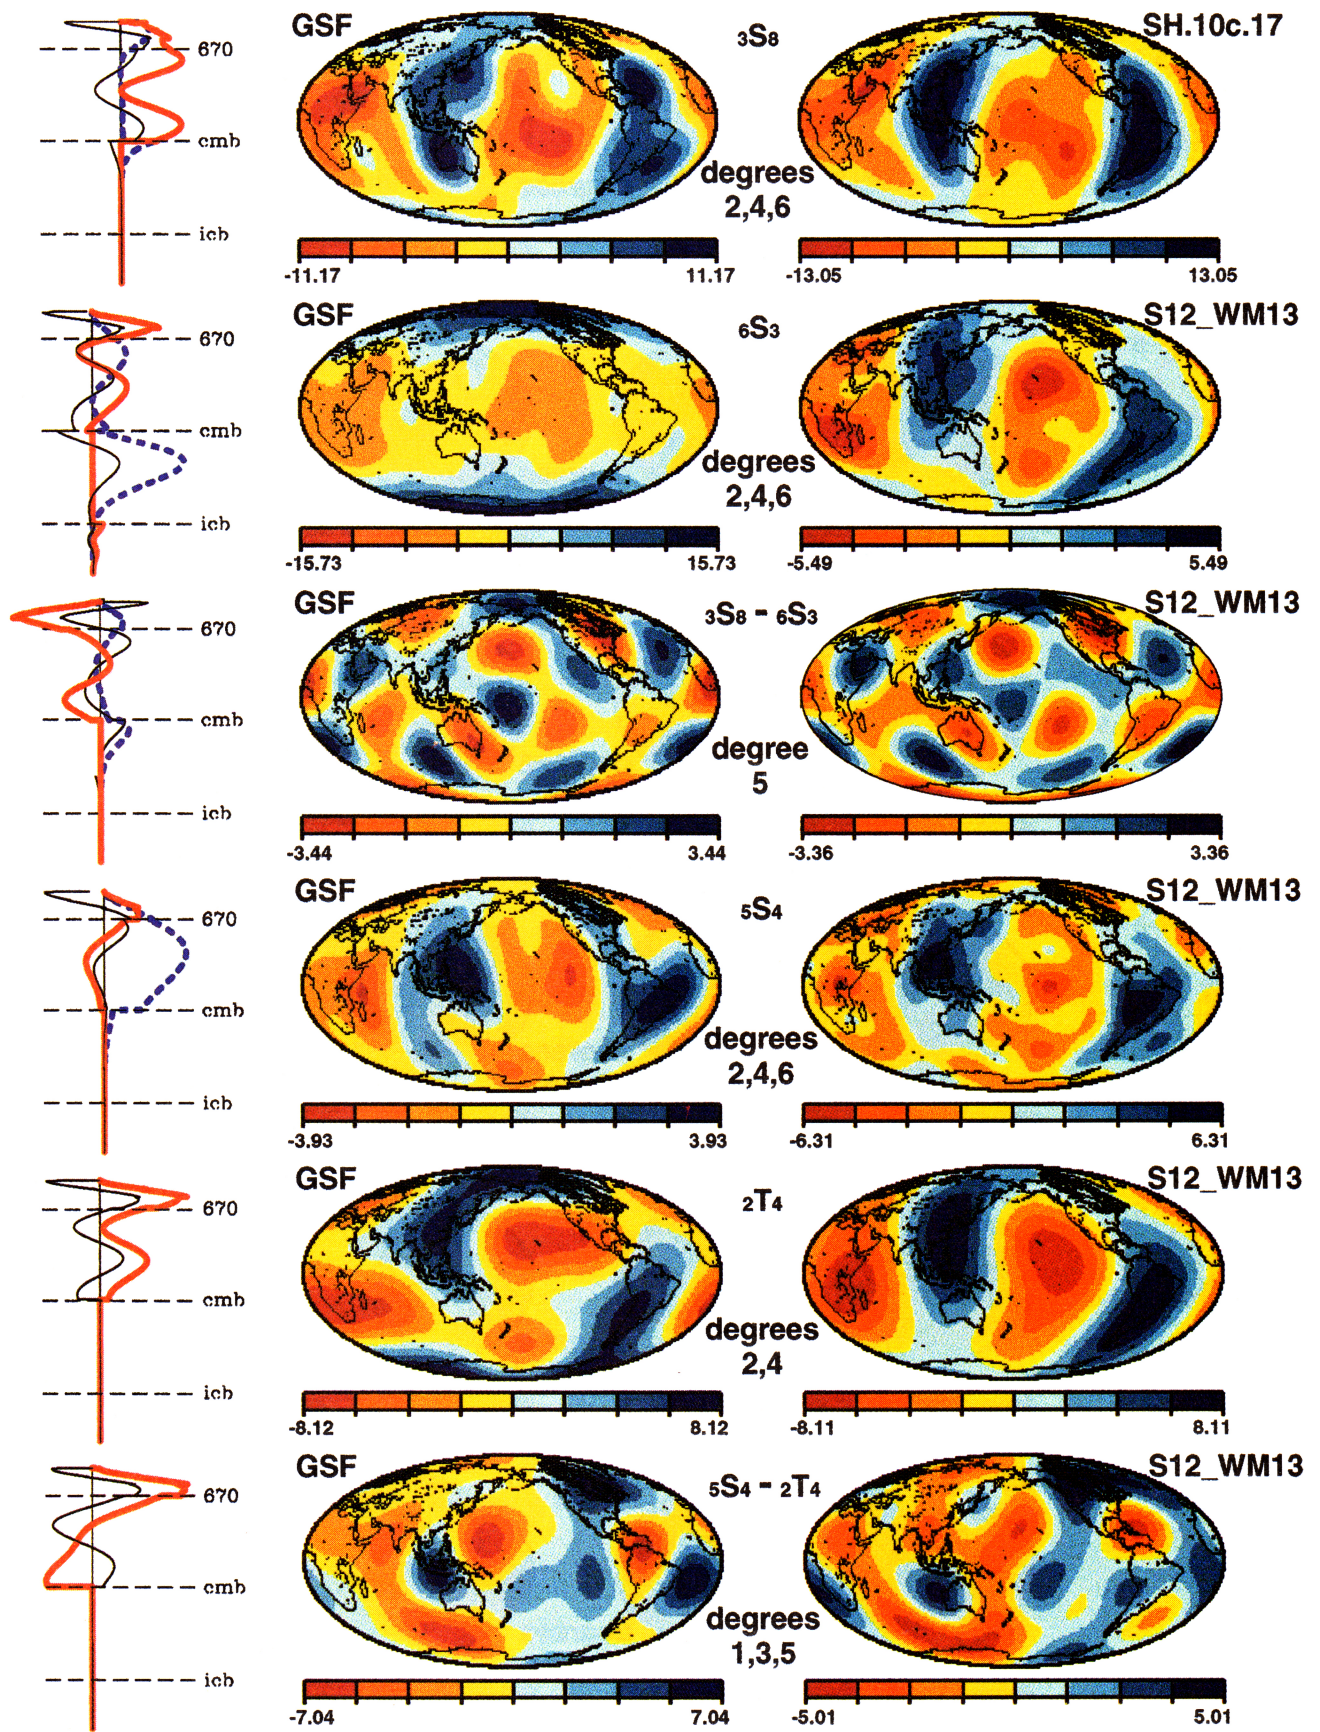 GSF ₃S₈ SH.10c.17
670
cmb
degrees
2,4,6
icb
-11.17 11.17 -13.05 13.05
GSF ₆S₃ S12_WM13
670
cmb
degrees
2,4,6
icb
-15.73 15.73 -5.49 5.49
GSF ₃S₈ - ₆S₃ S12_WM13
670
cmb
degree
5
icb
-3.44 3.44 -3.36 3.36
GSF ₅S₄ S12_WM13
670
cmb
degrees
2,4,6
icb
-3.93 3.93 -6.31 6.31
GSF ₂T₄ S12_WM13
670
cmb
degrees
2,4
icb
-8.12 8.12 -8.11 8.11
GSF ₅S₄ - ₂T₄ S12_WM13
670
cmb
degrees
1,3,5
icb
-7.04 7.04 -5.01 5.01